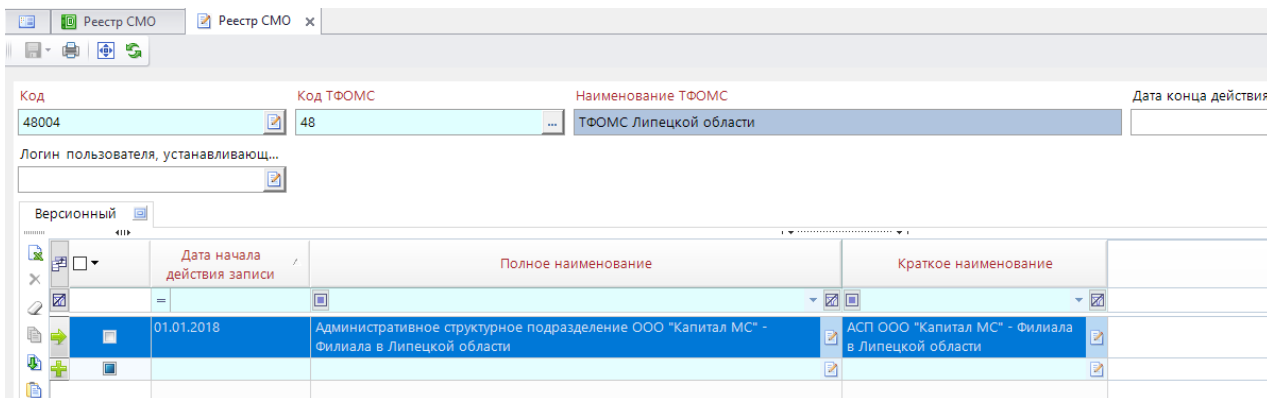 Реестр СМО
Реестр СМО
Код
Код ТФОМС
Наименование ТФОМС
Дата конца действия
48004
48
...
ТФОМС Липецкой области
Логин пользователя, устанавливающ...
Версионный
Дата начала
действия записи
Полное наименование
Краткое наименование
=
01.01.2018
Административное структурное подразделение ООО "Капитал МС" -
Филиала в Липецкой области
АСП ООО "Капитал МС" - Филиала
в Липецкой области